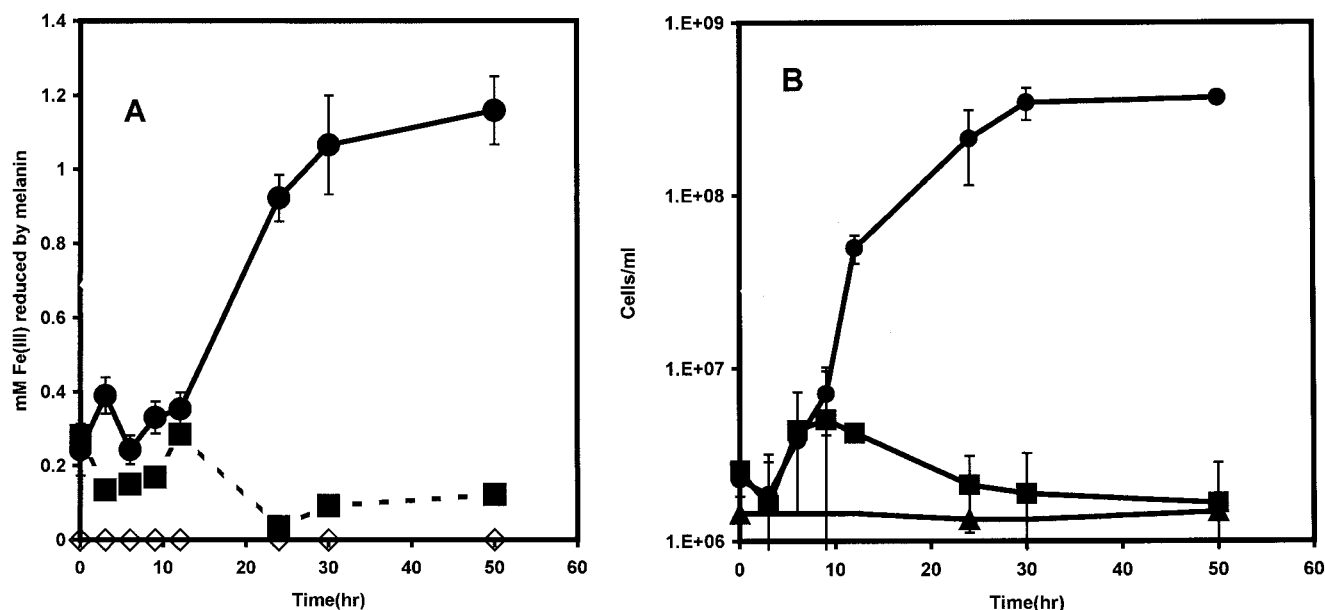 A
mM Fe(III) reduced by melanin
1.4
1.2
1
0.8
0.6
0.4
0.2
0
0 10 20 30 40 50 60
Time(hr)
B
Cells/ml
1.E+09
1.E+08
1.E+07
1.E+06
0 10 20 30 40 50 60
Time(hr)